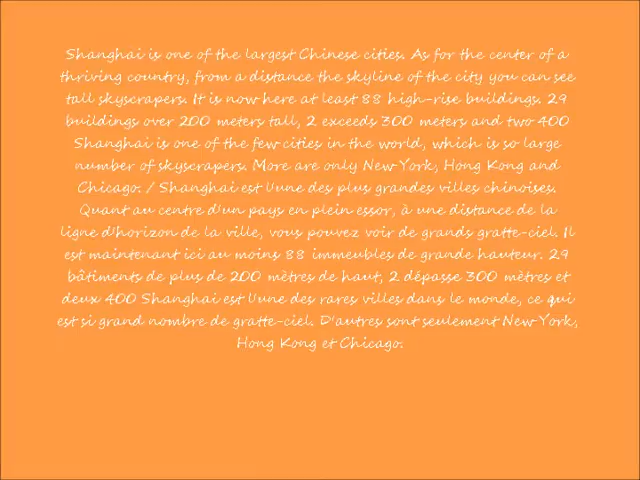 Shanghai is one of the largest Chinese cities. As for the center of a
thriving country, from a distance the skyline of the city you can see
tall skyscrapers. It is now here at least 88 high-rise buildings. 29
buildings over 200 meters tall, 2 exceeds 300 meters and two 400
Shanghai is one of the few cities in the world, which is so large
number of skyscrapers. More are only New York, Hong Kong and
Chicago. / Shanghai est l'une des plus grandes villes chinoises.
Quant au centre d'un pays en plein essor, à une distance de la
ligne d'horizon de la ville, vous pouvez voir de grands gratte-ciel. Il
est maintenant ici au moins 88 immeubles de grande hauteur. 29
bâtiments de plus de 200 mètres de haut, 2 dépasse 300 mètres et
deux 400 Shanghai est l'une des rares villes dans le monde, ce qui
est si grand nombre de gratte-ciel. D'autres sont seulement New York,
Hong Kong et Chicago.